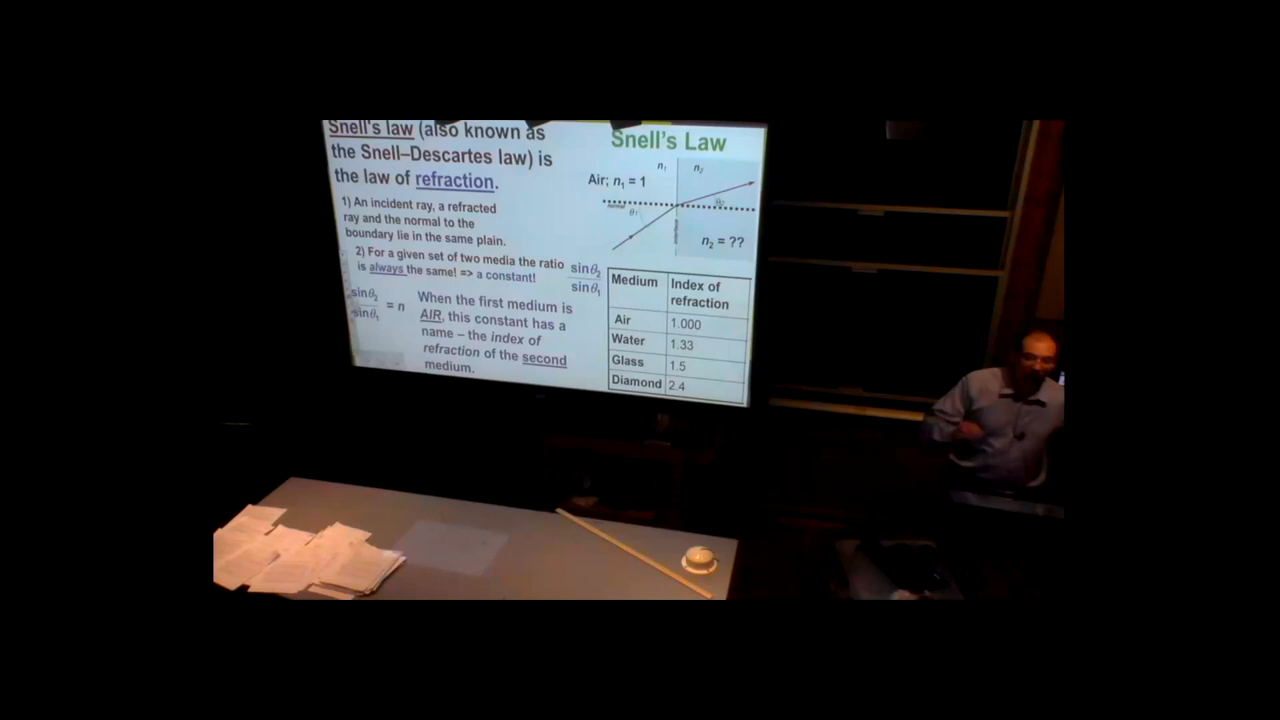 Snell's law (also known as
the Snell–Descartes law) is
the law of refraction.
1) An incident ray, a refracted
ray and the normal to the
boundary lie in the same plain.
2) For a given set of two media the ratio
is always the same! => a constant!
sinθ₂
sinθ₁
sinθ₂
sinθ₁
= n
When the first medium is
AIR, this constant has a
name – the index of
refraction of the second
medium.
Snell's Law
n₁ n₂
Air; n₁ = 1
θ₂
θ₁
n₂ = ??
Medium Index of
refraction
Air 1.000
Water 1.33
Glass 1.5
Diamond 2.4